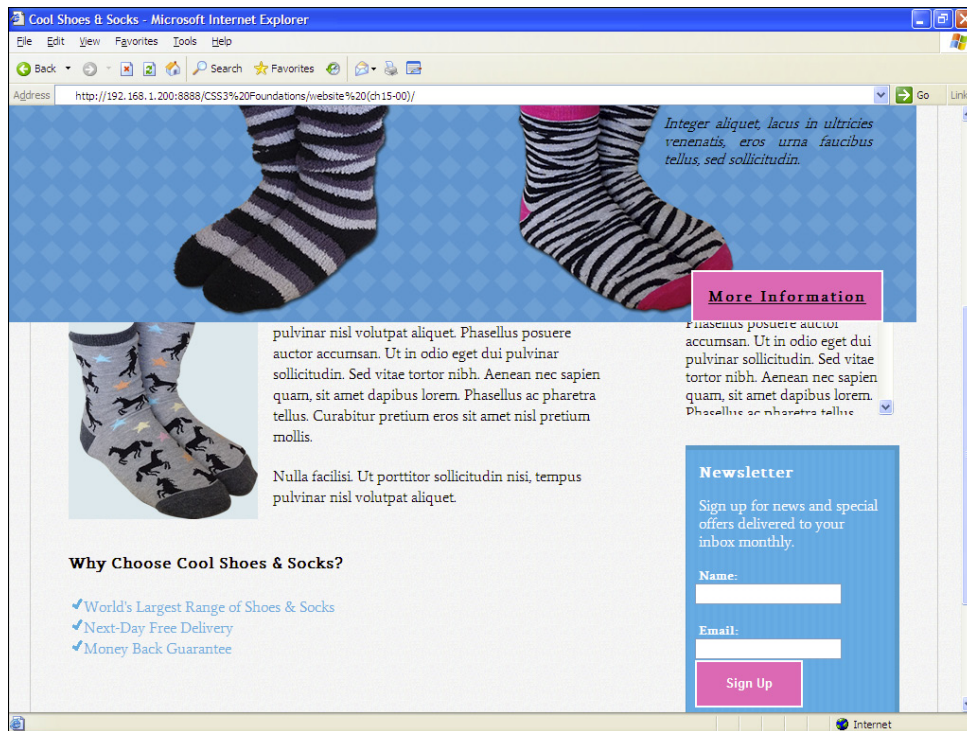 Cool Shoes & Socks - Microsoft Internet Explorer
File Edit View Favorites Tools Help
Back Search Favorites
Address http://192.168.1.200:8888/CSS3%20Foundations/website%20(ch15-00)/ Go Link
Integer aliquet, lacus in ultricies
venenatis, eros urna faucibus
tellus, sed sollicitudin.
More Information
pulvinar nisl volutpat aliquet. Phasellus posuere
auctor accumsan. Ut in odio eget dui pulvinar
sollicitudin. Sed vitae tortor nibh. Aenean nec sapien
quam, sit amet dapibus lorem. Phasellus ac pharetra
tellus. Curabitur pretium eros sit amet nisl pretium
mollis.
Nulla facilisi. Ut porttitor sollicitudin nisi, tempus
pulvinar nisl volutpat aliquet.
Why Choose Cool Shoes & Socks?
World's Largest Range of Shoes & Socks
Next-Day Free Delivery
Money Back Guarantee
Phasellus posuere auctor
accumsan. Ut in odio eget dui
pulvinar sollicitudin. Sed vitae
tortor nibh. Aenean nec sapien
quam, sit amet dapibus lorem.
Phasellus ac pharetra tellus
Newsletter
Sign up for news and special
offers delivered to your
inbox monthly.
Name:
Email:
Sign Up
Internet